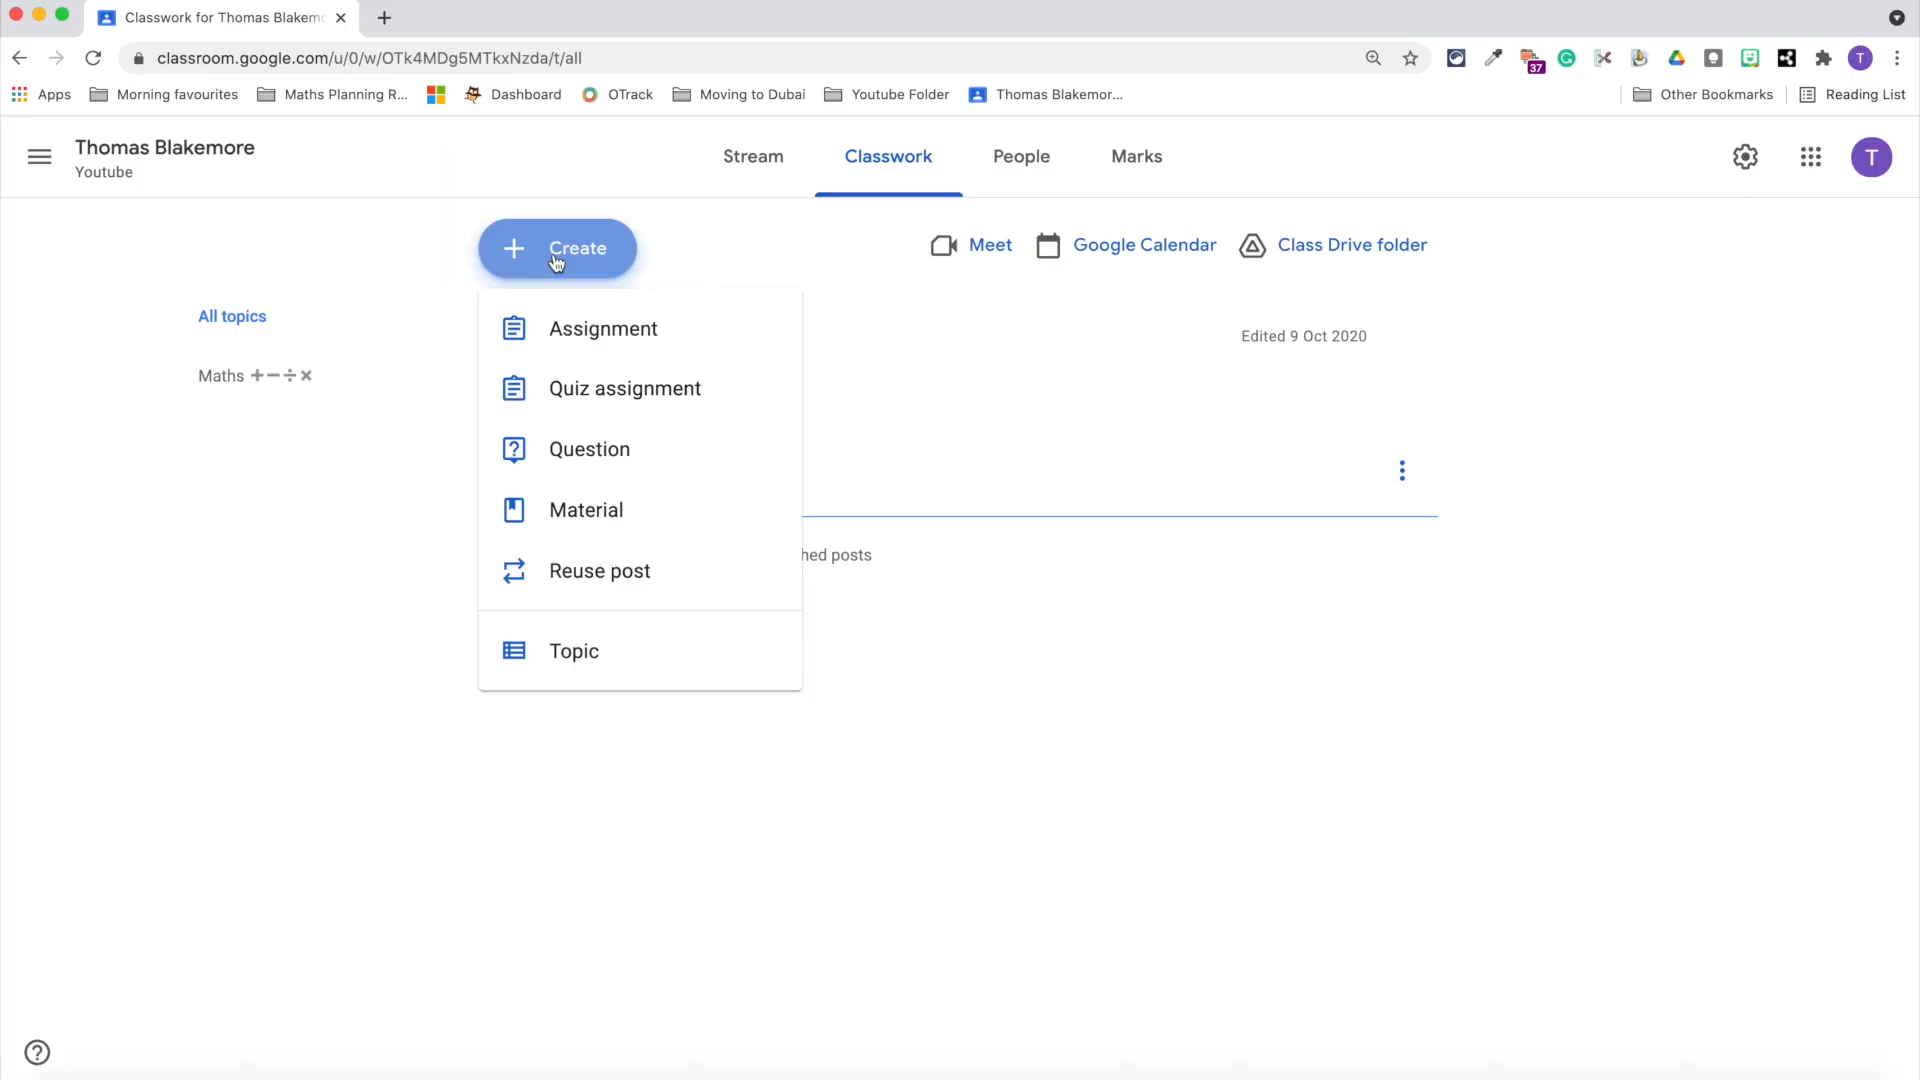 Classwork for Thomas Blakem
classroom.google.com/u/0/w/OTk4MDg5MTkxNzda/t/all
37
T
Apps
Morning favourites
Maths Planning R...
Dashboard
OTrack
Moving to Dubai
Youtube Folder
Thomas Blakemor...
Other Bookmarks
Reading List
Thomas Blakemore
Youtube
Stream
Classwork
People
Marks
T
Create
Meet
Google Calendar
Class Drive folder
All topics
Maths +−÷×
Edited 9 Oct 2020
Assignment
Quiz assignment
Question
Material
Reuse post
Topic
hed posts